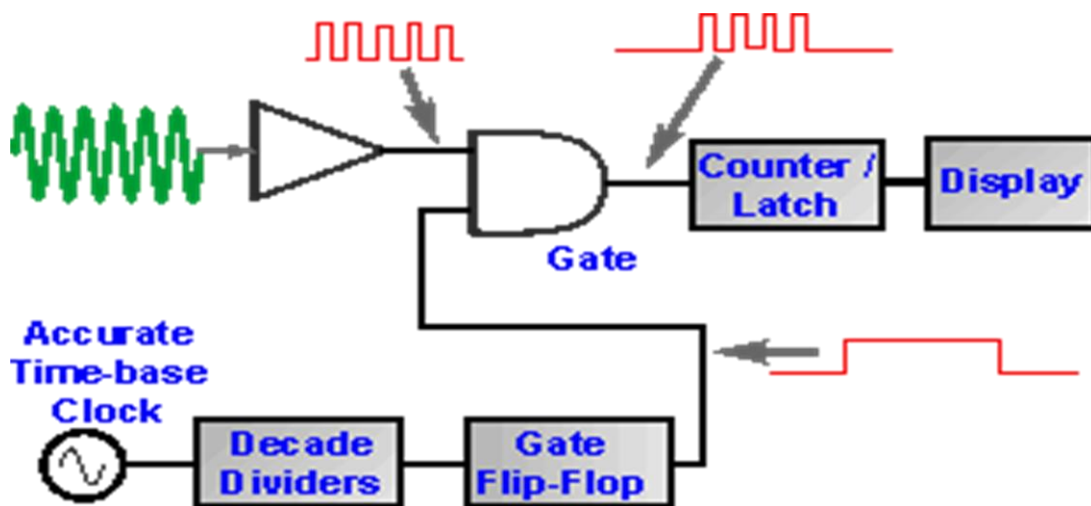 Counter /
Latch
Display
Gate
Accurate
Time-base
Clock
Decade
Dividers
Gate
Flip-Flop